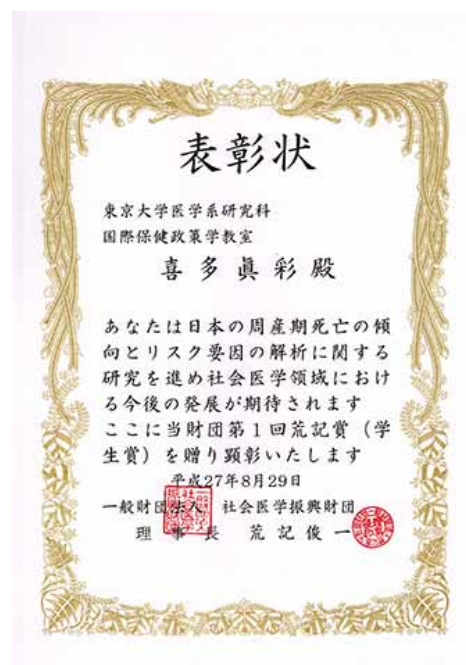 表彰状
東京大学医学系研究科
国際保健政策学教室
喜多眞彩殿
あなたは日本の周産期死亡の傾
向とリスク要因の解析に関する
研究を進め社会医学領域におけ
る今後の発展が期待されます
ここに当財団第1回荒記賞（学
生賞）を贈り顕彰いたします
平成27年8月29日
一般財団法人 社会医学振興財団
理事長 荒記俊一